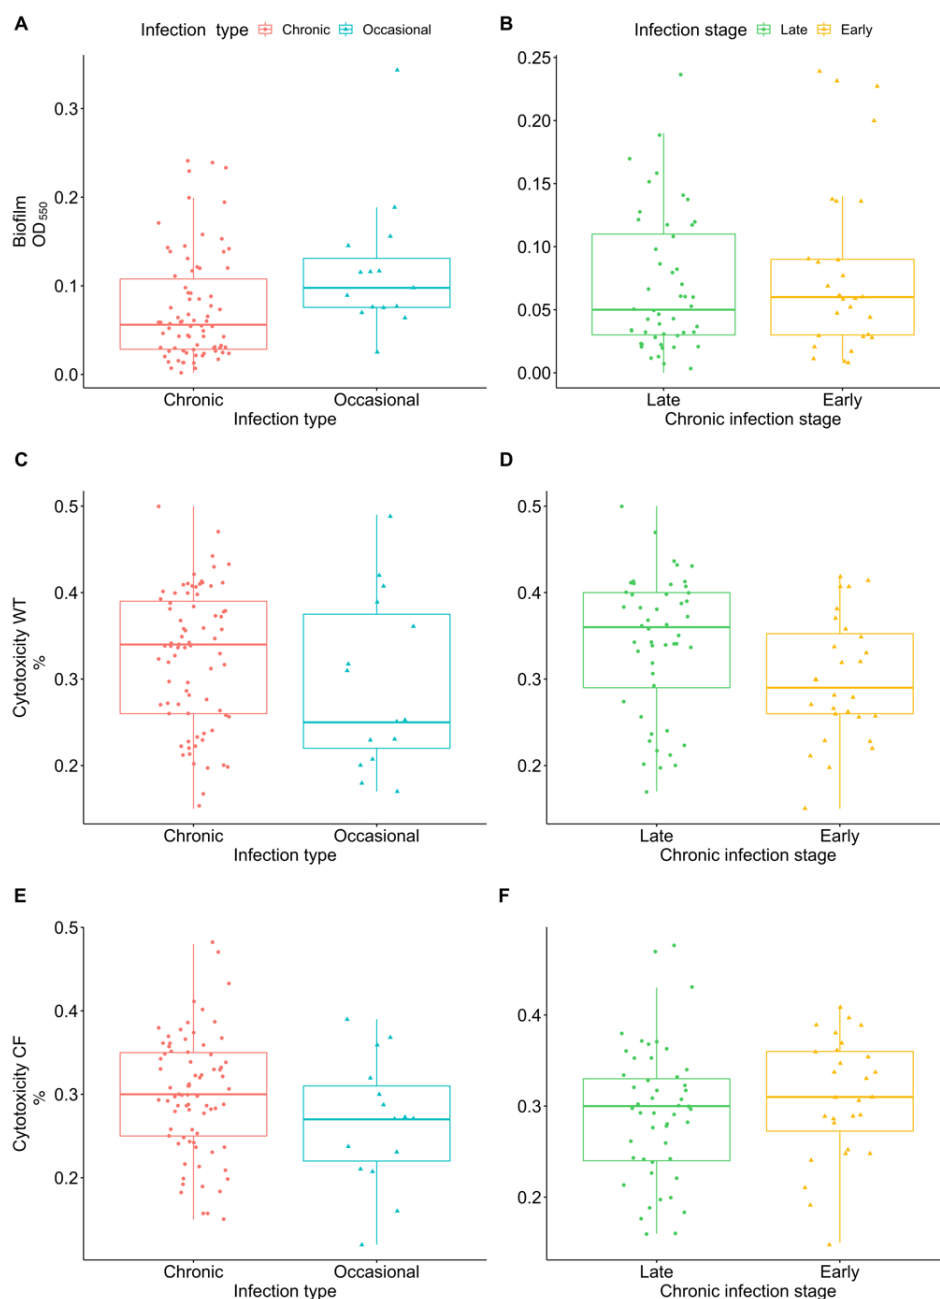 A
Infection type Chronic Occasional
B
Infection stage Late Early
0.3
0.2
0.1
0.0
Biofilm
OD550
Chronic Occasional
Infection type
0.25
0.20
0.15
0.10
0.05
0.00
Late Early
Chronic infection stage
C
0.5
0.4
0.3
0.2
Cytotoxicity WT
%
Chronic Occasional
Infection type
D
0.5
0.4
0.3
0.2
Late Early
Chronic infection stage
E
0.5
0.4
0.3
0.2
Cytotoxicity CF
%
Chronic Occasional
Infection type
F
0.4
0.3
0.2
Late Early
Chronic infection stage